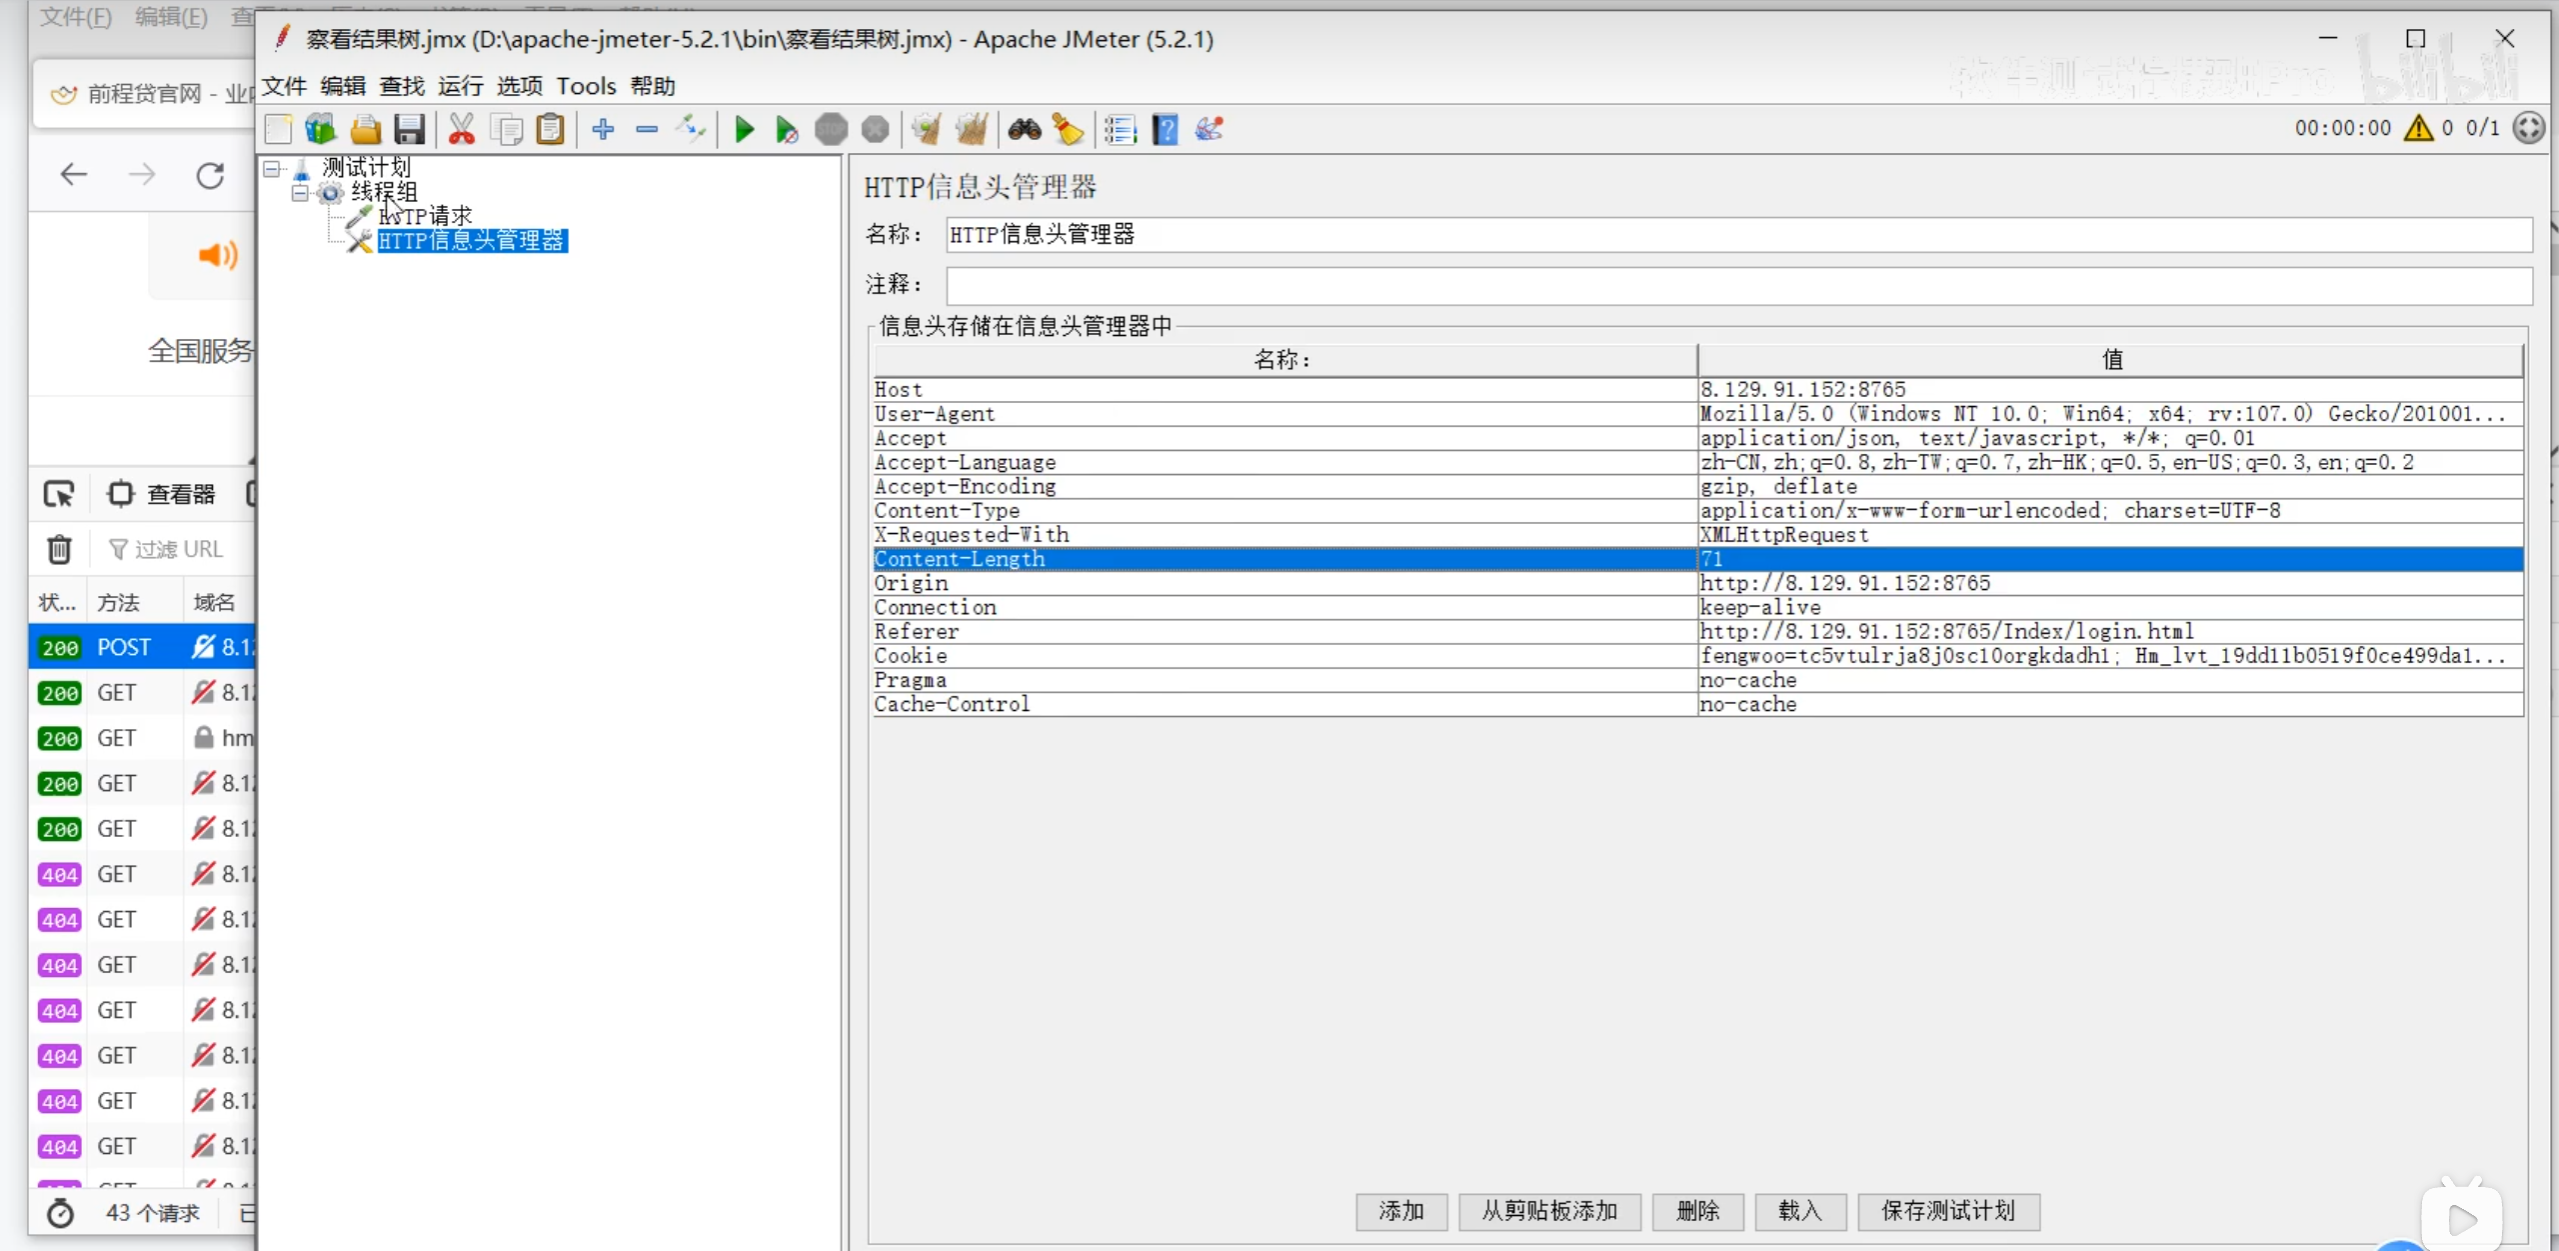 文件(F) 编辑(E)
察看结果树.jmx (D:\apache-jmeter-5.2.1\bin\察看结果树.jmx) - Apache JMeter (5.2.1)
前程贷官网 - 业
文件 编辑 查找 运行 选项 Tools 帮助
bilibili
STOP
00:00:00 0 0/1
测试计划
线程组
HTTP请求
HTTP信息头管理器
HTTP信息头管理器
名称： HTTP信息头管理器
注释：
信息头存储在信息头管理器中
名称： 值
Host 8.129.91.152:8765
User-Agent Mozilla/5.0 (Windows NT 10.0; Win64; x64; rv:107.0) Gecko/201001...
Accept application/json, text/javascript, */*; q=0.01
Accept-Language zh-CN,zh;q=0.8,zh-TW;q=0.7,zh-HK;q=0.5,en-US;q=0.3,en;q=0.2
Accept-Encoding gzip, deflate
Content-Type application/x-www-form-urlencoded; charset=UTF-8
X-Requested-With XMLHttpRequest
Content-Length 71
Origin http://8.129.91.152:8765
Connection keep-alive
Referer http://8.129.91.152:8765/Index/login.html
Cookie fengwoo=tc5vtulrja8j0scl0orgkdadh1; Hm_lvt_19dd11b0519f0ce499da1...
Pragma no-cache
Cache-Control no-cache
添加 从剪贴板添加 删除 载入 保存测试计划
全国服务
查看器
过滤 URL
状... 方法 域名
200 POST 8.12
200 GET 8.12
200 GET hm
200 GET 8.12
200 GET 8.12
404 GET 8.12
404 GET 8.12
404 GET 8.12
404 GET 8.12
404 GET 8.12
404 GET 8.12
404 GET 8.12
43 个请求 已